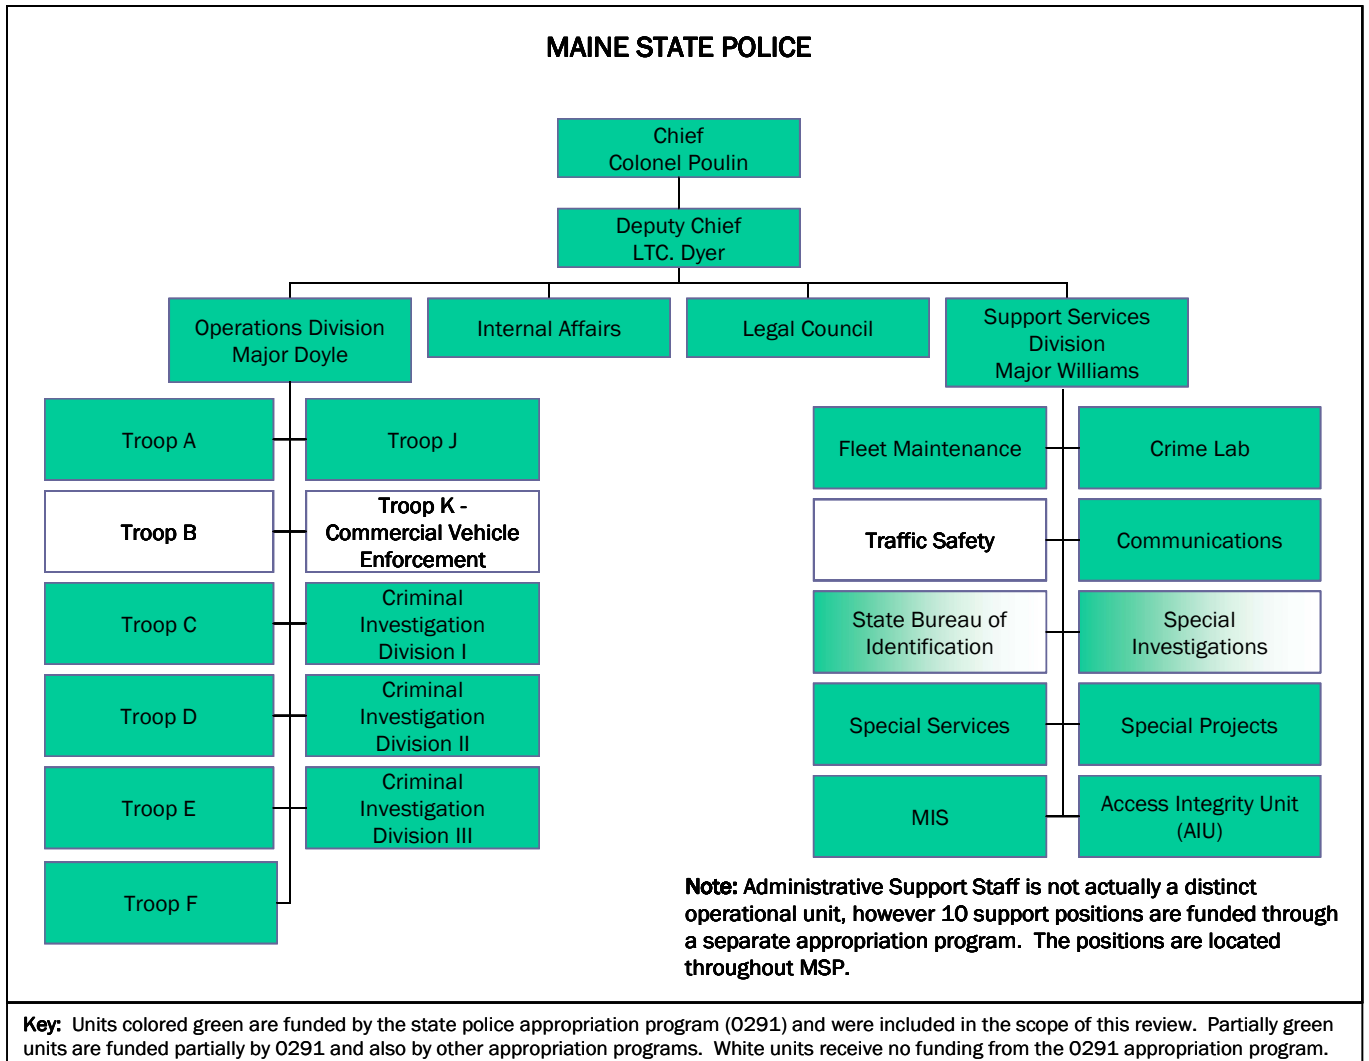 MAINE STATE POLICE
Chief
Colonel Poulin
Deputy Chief
LTC. Dyer
Operations Division
Major Doyle
Internal Affairs
Legal Council
Support Services
Division
Major Williams
Troop A
Troop J
Troop B
Troop K -
Commercial Vehicle
Enforcement
Troop C
Criminal
Investigation
Division I
Troop D
Criminal
Investigation
Division II
Troop E
Criminal
Investigation
Division III
Troop F
Fleet Maintenance
Crime Lab
Traffic Safety
Communications
State Bureau of
Identification
Special
Investigations
Special Services
Special Projects
MIS
Access Integrity Unit
(AIU)
Note: Administrative Support Staff is not actually a distinct
operational unit, however 10 support positions are funded through
a separate appropriation program. The positions are located
throughout MSP.
Key: Units colored green are funded by the state police appropriation program (0291) and were included in the scope of this review. Partially green
units are funded partially by 0291 and also by other appropriation programs. White units receive no funding from the 0291 appropriation program.